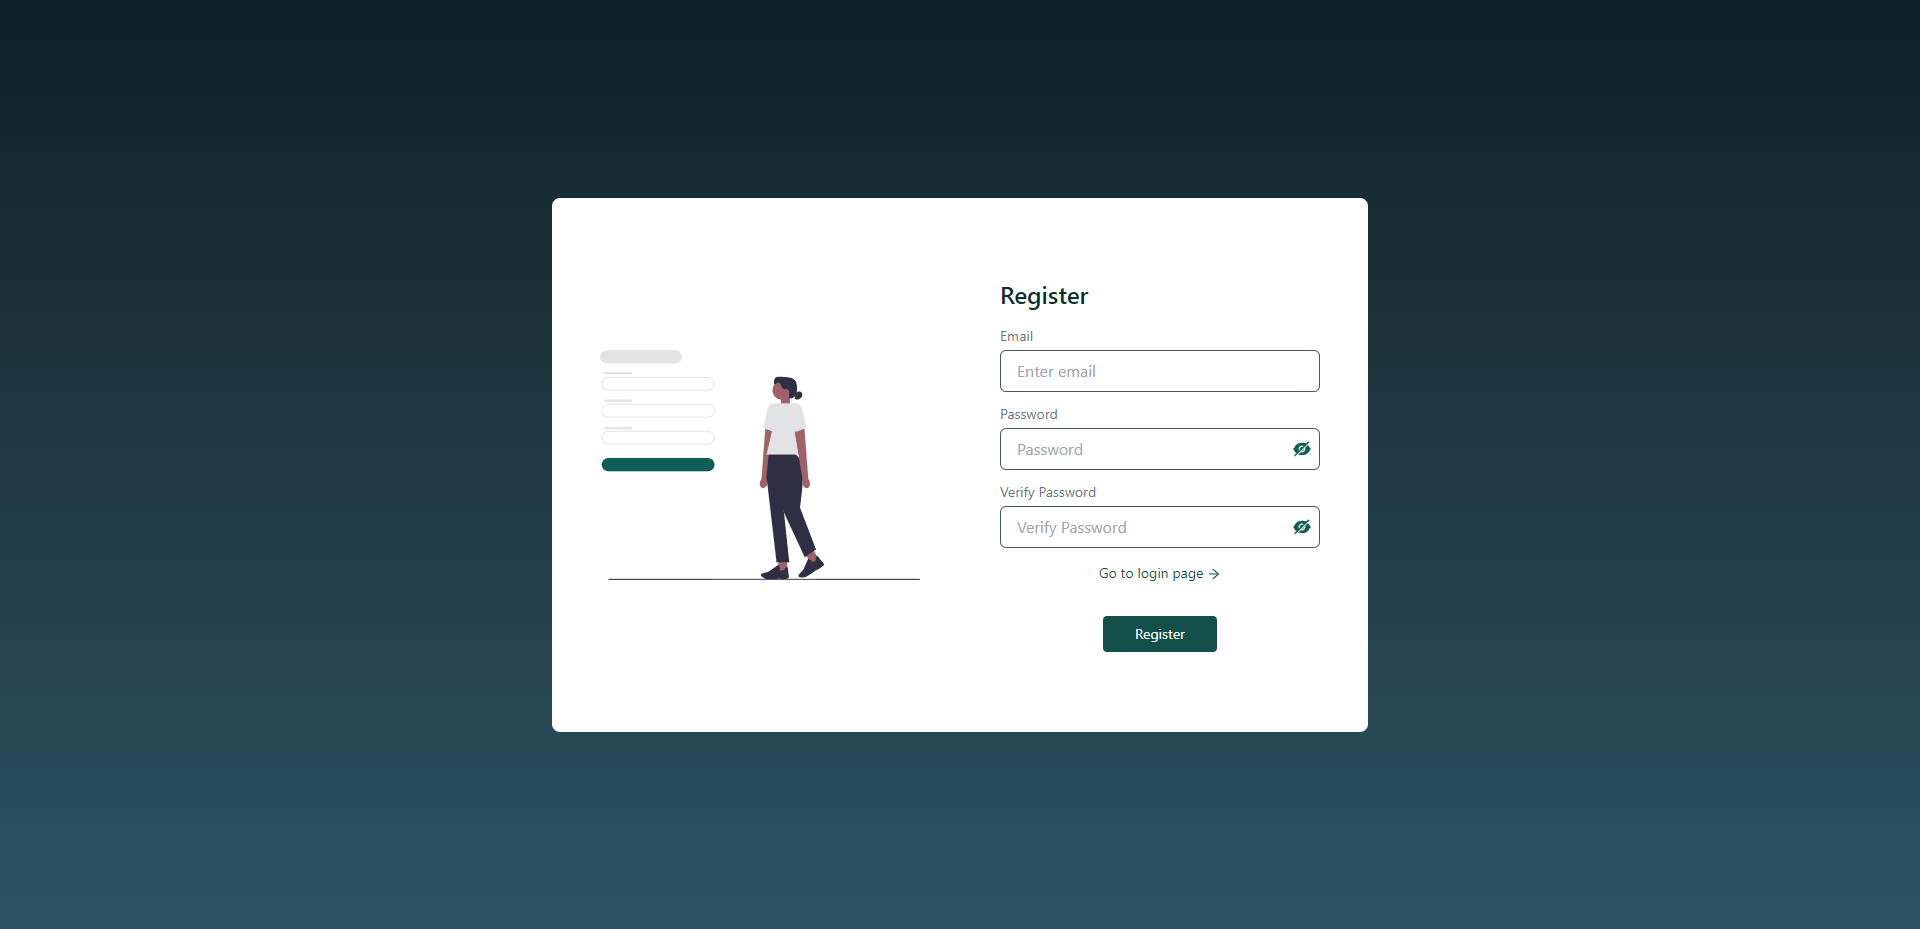 Register
Email
Enter email
Password
Password
Verify Password
Verify Password
Go to login page →
Register